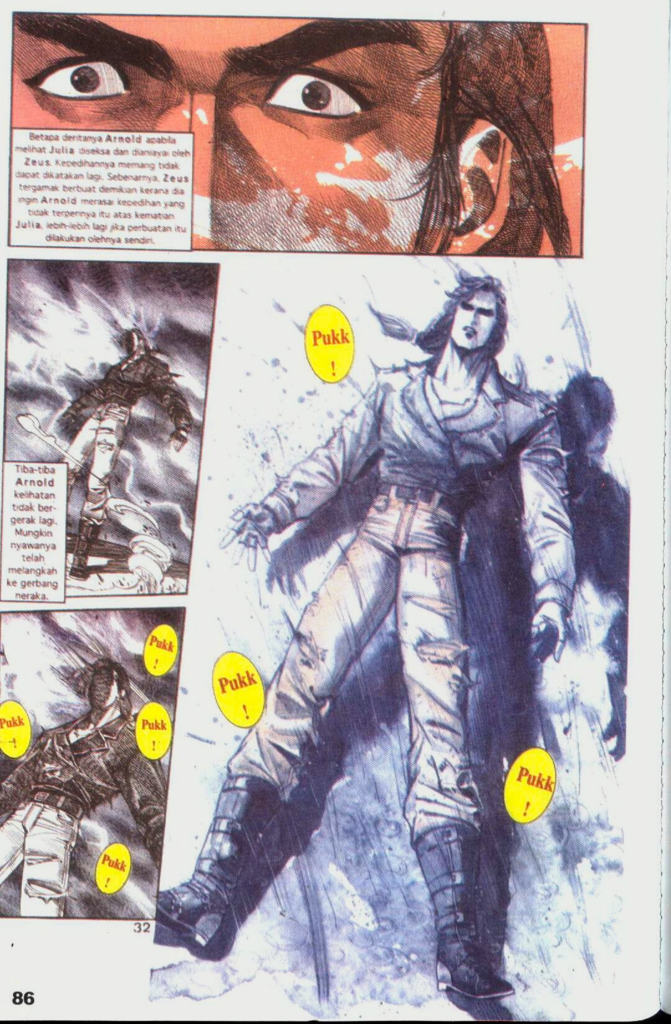 Betapa deritanya Arnold apabila
melihat Julia diseksa dan dianiayai oleh
Zeus. Kepedihannya memang tidak
dapat dikatakan lagi. Sebenarnya, Zeus
tergamak berbuat demikian kerana dia
ingin Arnold merasai kepedihan yang
tidak terperinya itu atas kematian
Julia, lebih-lebih lagi jika perbuatan itu
dilakukan olehnya sendiri.
Pukk
!
Tiba-tiba
Arnold
kelihatan
tidak ber-
gerak lagi.
Mungkin
nyawanya
telah
melangkah
ke gerbang
neraka.
Pukk
!
Pukk
!
Pukk
!
Pukk
!
Pukk
!
Pukk
!
32
86